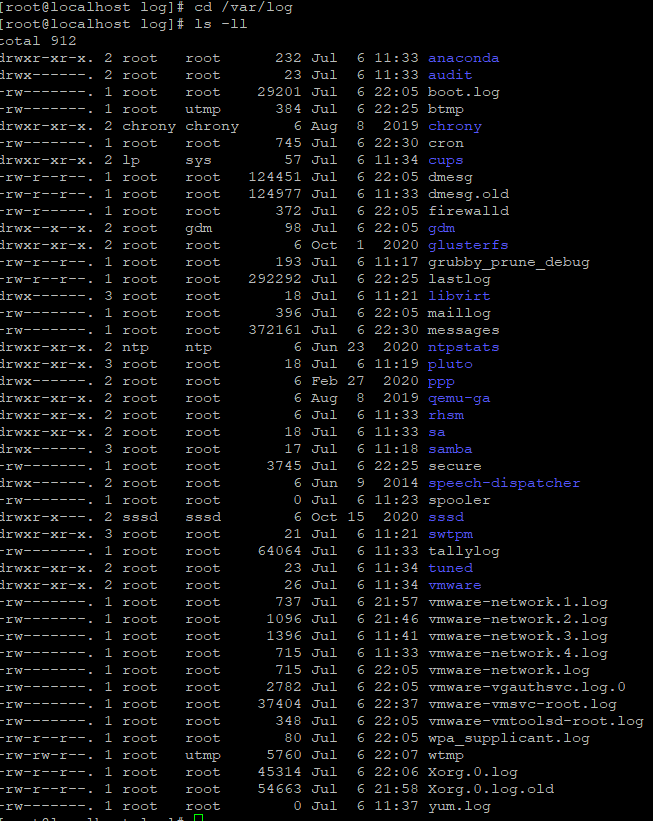 [root@localhost log]# cd /var/log
[root@localhost log]# ls -ll
total 912
drwxr-xr-x. 2 root   root      232 Jul  6 11:33 anaconda
drwx------. 2 root   root       23 Jul  6 11:33 audit
-rw-------. 1 root   root    29201 Jul  6 22:05 boot.log
-rw-------. 1 root   utmp      384 Jul  6 22:25 btmp
drwxr-xr-x. 2 chrony chrony      6 Aug  8  2019 chrony
-rw-------. 1 root   root      745 Jul  6 22:30 cron
drwxr-xr-x. 2 lp     sys        57 Jul  6 11:34 cups
-rw-r--r--. 1 root   root   124451 Jul  6 22:05 dmesg
-rw-r--r--. 1 root   root   124977 Jul  6 11:33 dmesg.old
-rw-r-----. 1 root   root      372 Jul  6 22:05 firewalld
drwx--x--x. 2 root   gdm        98 Jul  6 22:05 gdm
drwxr-xr-x. 2 root   root        6 Oct  1  2020 glusterfs
-rw-r--r--. 1 root   root      193 Jul  6 11:17 grubby_prune_debug
-rw-r--r--. 1 root   root   292292 Jul  6 22:25 lastlog
drwx------. 3 root   root       18 Jul  6 11:21 libvirt
-rw-------. 1 root   root      396 Jul  6 22:05 maillog
-rw-------. 1 root   root   372161 Jul  6 22:30 messages
drwxr-xr-x. 2 ntp    ntp         6 Jun 23  2020 ntpstats
drwxr-xr-x. 3 root   root       18 Jul  6 11:19 pluto
drwx------. 2 root   root        6 Feb 27  2020 ppp
drwxr-xr-x. 2 root   root        6 Aug  8  2019 qemu-ga
drwxr-xr-x. 2 root   root        6 Jul  6 11:33 rhsm
drwxr-xr-x. 2 root   root       18 Jul  6 11:33 sa
drwx------. 3 root   root       17 Jul  6 11:18 samba
-rw-------. 1 root   root     3745 Jul  6 22:25 secure
drwx------. 2 root   root        6 Jun  9  2014 speech-dispatcher
-rw-------. 1 root   root        0 Jul  6 11:23 spooler
drwxr-x---. 2 sssd   sssd        6 Oct 15  2020 sssd
drwxr-xr-x. 3 root   root       21 Jul  6 11:21 swtpm
-rw-------. 1 root   root    64064 Jul  6 11:33 tallylog
drwxr-xr-x. 2 root   root       23 Jul  6 11:34 tuned
drwxr-xr-x. 2 root   root       26 Jul  6 11:34 vmware
-rw-------. 1 root   root      737 Jul  6 21:57 vmware-network.1.log
-rw-------. 1 root   root     1096 Jul  6 21:46 vmware-network.2.log
-rw-------. 1 root   root     1396 Jul  6 11:41 vmware-network.3.log
-rw-------. 1 root   root      715 Jul  6 11:33 vmware-network.4.log
-rw-------. 1 root   root      715 Jul  6 22:05 vmware-network.log
-rw-------. 1 root   root     2782 Jul  6 22:05 vmware-vgauthsvc.log.0
-rw-------. 1 root   root    37404 Jul  6 22:37 vmware-vmsvc-root.log
-rw-------. 1 root   root      348 Jul  6 22:05 vmware-vmtoolsd-root.log
-rw-r--r--. 1 root   root       80 Jul  6 22:05 wpa_supplicant.log
-rw-rw-r--. 1 root   utmp     5760 Jul  6 22:07 wtmp
-rw-r--r--. 1 root   root    45314 Jul  6 22:06 Xorg.0.log
-rw-r--r--. 1 root   root    54663 Jul  6 21:58 Xorg.0.log.old
-rw-------. 1 root   root        0 Jul  6 11:37 yum.log
[root@localhost log]#